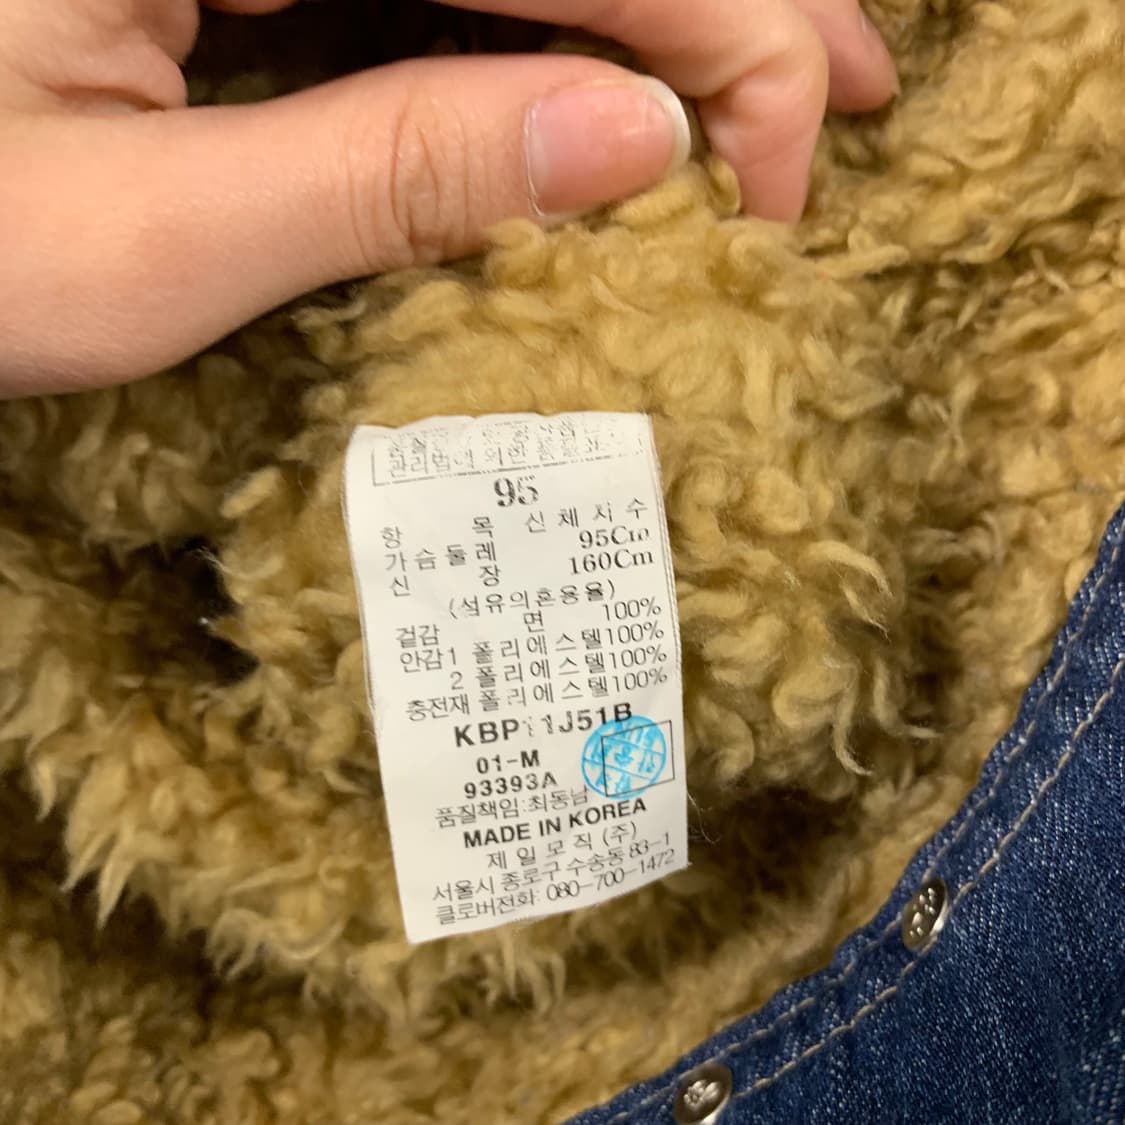 관리법에 의한
95
항 목 신체치수
가슴둘레 95Cm
신 장 160Cm
(섬유의혼용율)
겉감 면 100%
안감1 폴리에스텔100%
2 폴리에스텔100%
충전재 폴리에스텔100%
1J51B
01-M
93393A
품질책임:최동남
MADE IN KOREA
제일모직(주)
서울시 종로구 수송동 83-1
클로버전화: 080-700-1472